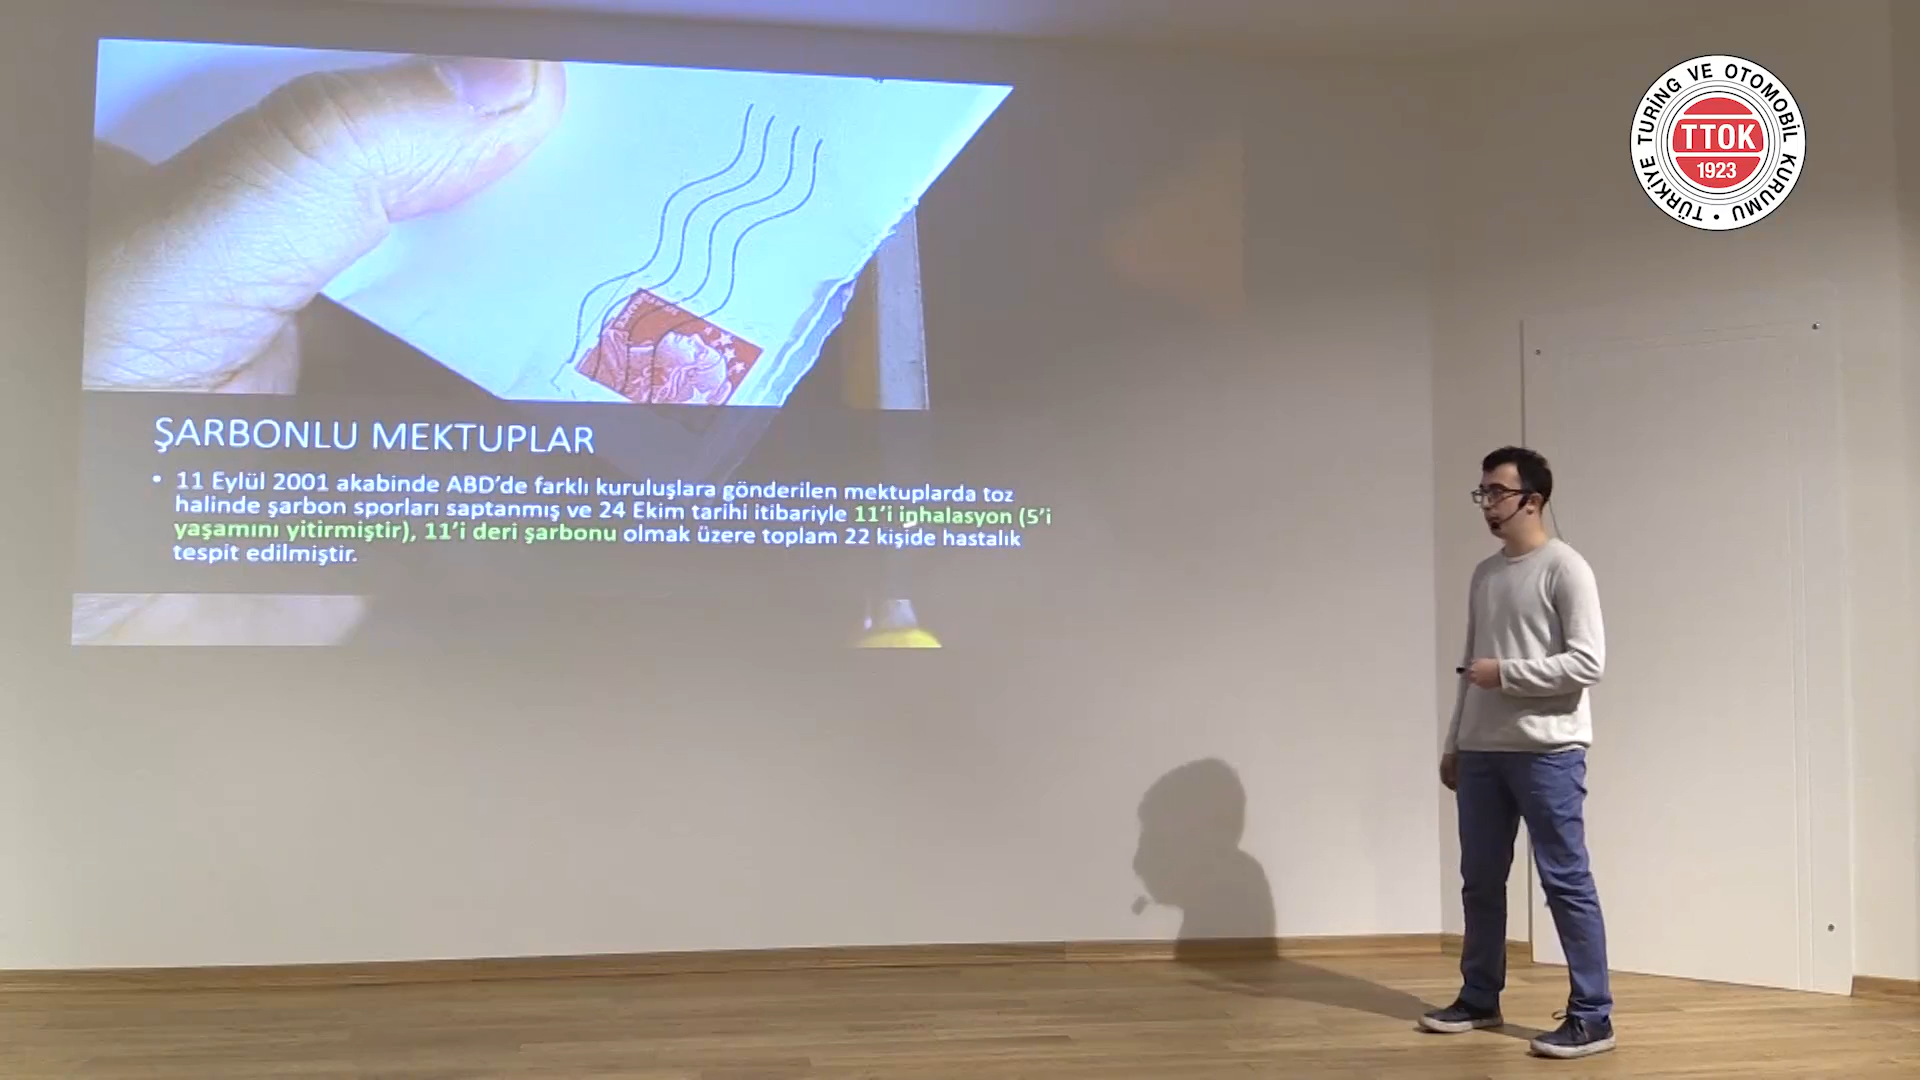 ŞARBONLU MEKTUPLAR
• 11 Eylül 2001 akabinde ABD'de farklı kuruluşlara gönderilen mektuplarda toz
halinde şarbon sporları saptanmış ve 24 Ekim tarihi itibariyle 11'i inhalasyon (5'i
yaşamını yitirmiştir), 11'i deri şarbonu olmak üzere toplam 22 kişide hastalık
tespit edilmiştir.
TÜRKİYE TURİNG VE OTOMOBİL KURUMU •
TTOK
1923